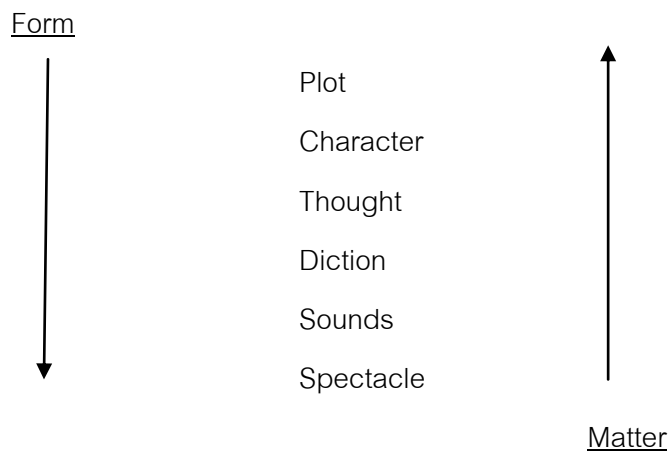 Form
Plot
Character
Thought
Diction
Sounds
Spectacle
Matter